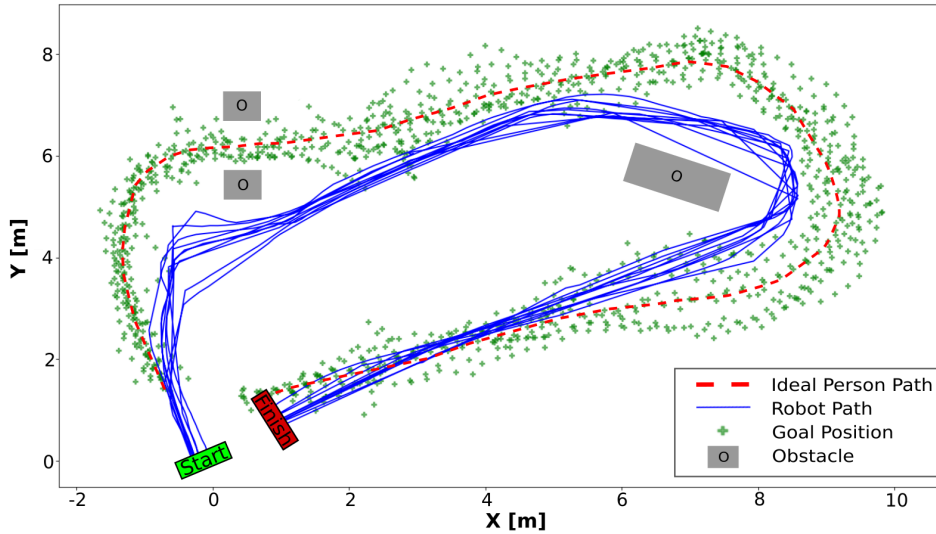 8
6
4
2
0
Y [m]
-2
0
2
4
6
8
10
X [m]
O
O
O
Start
Finish
Ideal Person Path
Robot Path
Goal Position
O Obstacle